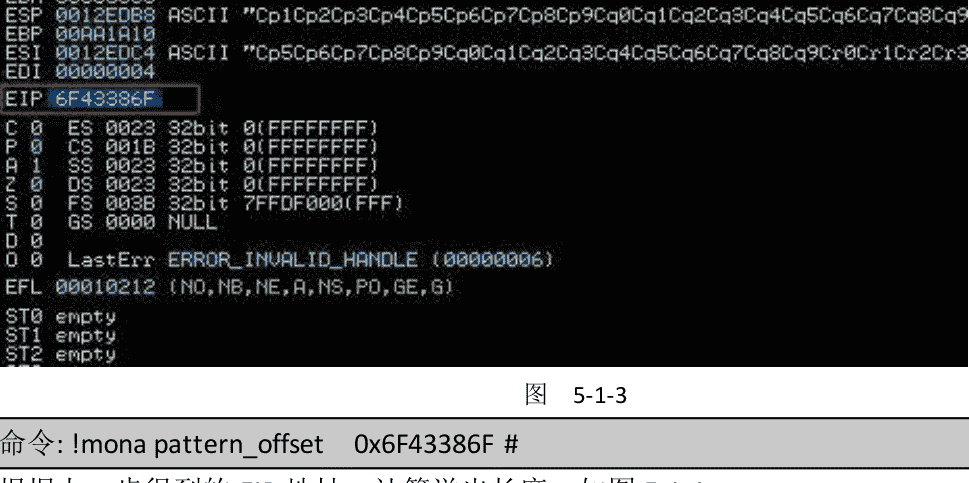 ESP 0012EDB8 ASCII "Cp1Cp2Cp3Cp4Cp5Cp6Cp7Cp8Cp9Cq0Cq1Cq2Cq3Cq4Cq5Cq6Cq7Cq8Cq9
EBP 00AA1A10
ESI 0012EDC4 ASCII "Cp5Cp6Cp7Cp8Cp9Cq0Cq1Cq2Cq3Cq4Cq5Cq6Cq7Cq8Cq9Cr0Cr1Cr2Cr3
EDI 00000004
EIP 6F43386F
C 0 ES 0023 32bit 0(FFFFFFFF)
P 0 CS 001B 32bit 0(FFFFFFFF)
A 1 SS 0023 32bit 0(FFFFFFFF)
Z 0 DS 0023 32bit 0(FFFFFFFF)
S 0 FS 003B 32bit 7FFDF000(FFF)
T 0 GS 0000 NULL
D 0
O 0 LastErr ERROR_INVALID_HANDLE (00000006)
EFL 00010212 (NO,NB,NE,A,NS,PO,GE,G)
ST0 empty
ST1 empty
ST2 empty
图 5-1-3
命令: !mona pattern_offset 0x6F43386F #